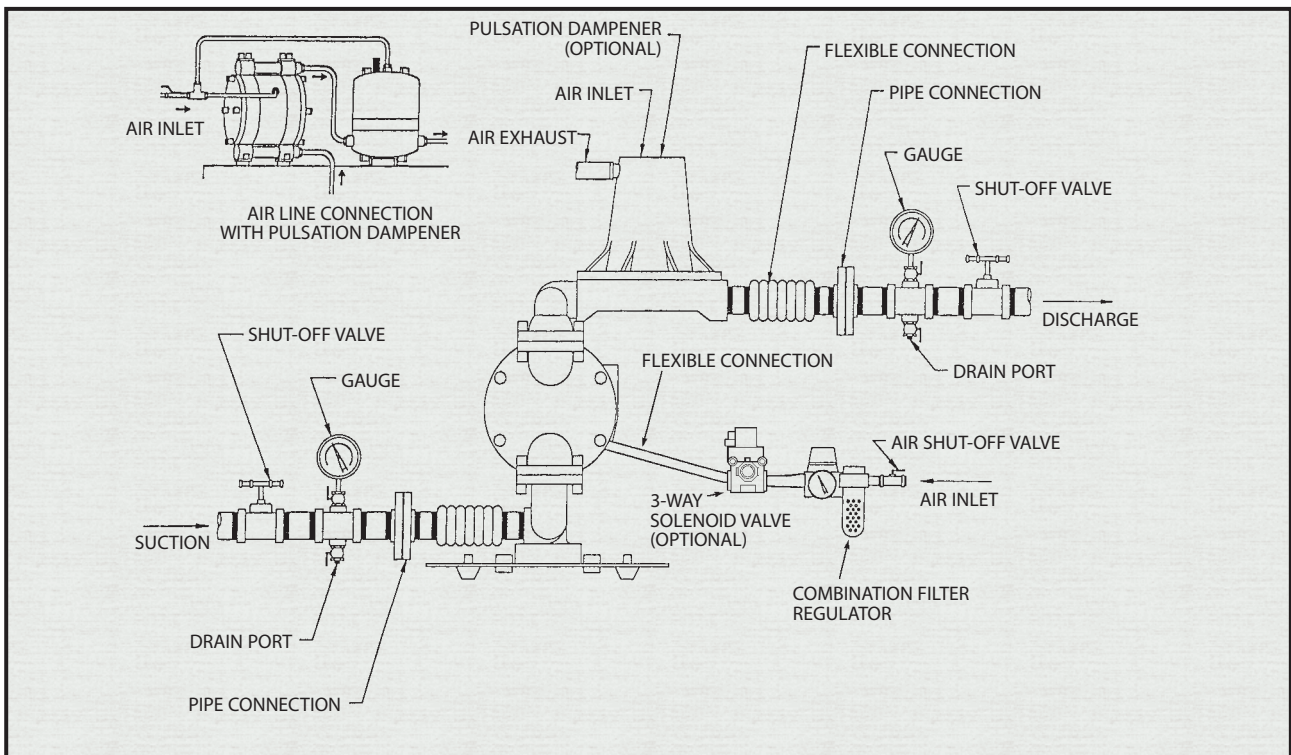 PULSATION DAMPENER
(OPTIONAL)
FLEXIBLE CONNECTION
AIR INLET
PIPE CONNECTION
AIR EXHAUST
GAUGE
SHUT-OFF VALVE
AIR INLET
AIR LINE CONNECTION
WITH PULSATION DAMPENER
DISCHARGE
SHUT-OFF VALVE
FLEXIBLE CONNECTION
DRAIN PORT
GAUGE
AIR SHUT-OFF VALVE
AIR INLET
3-WAY
SOLENOID VALVE
(OPTIONAL)
SUCTION
COMBINATION FILTER
REGULATOR
DRAIN PORT
PIPE CONNECTION